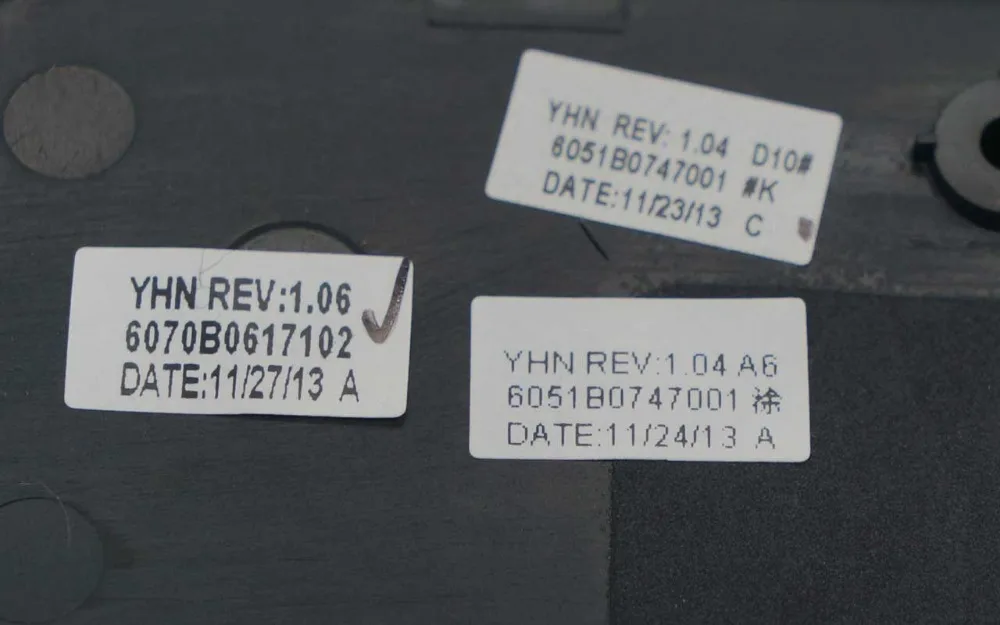 YHN REV: 1.04 D10#
6051B0747001 #K
DATE:11/23/13 C
YHN REV:1.06
6070B0617102
DATE:11/27/13 A
YHN REV:1.04 A6
6051B0747001 涂
DATE:11/24/13 A